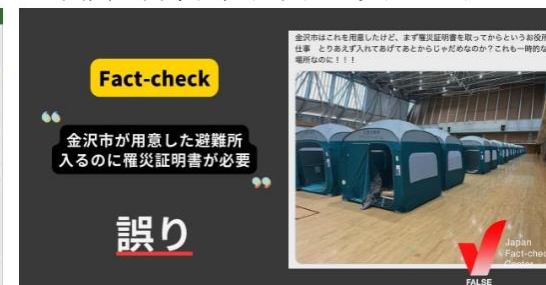 Fact-check
金沢市が用意した避難所
入るのに罹災証明書が必要
誤り
金沢市はこれを用意したけど、まず罹災証明書を取ってからというお役所
仕事 とりあえず入れてあげてあとからじゃだめなのか？これも一時的な
場所なのに！！！
Japan
Fact-check
Center
FALSE